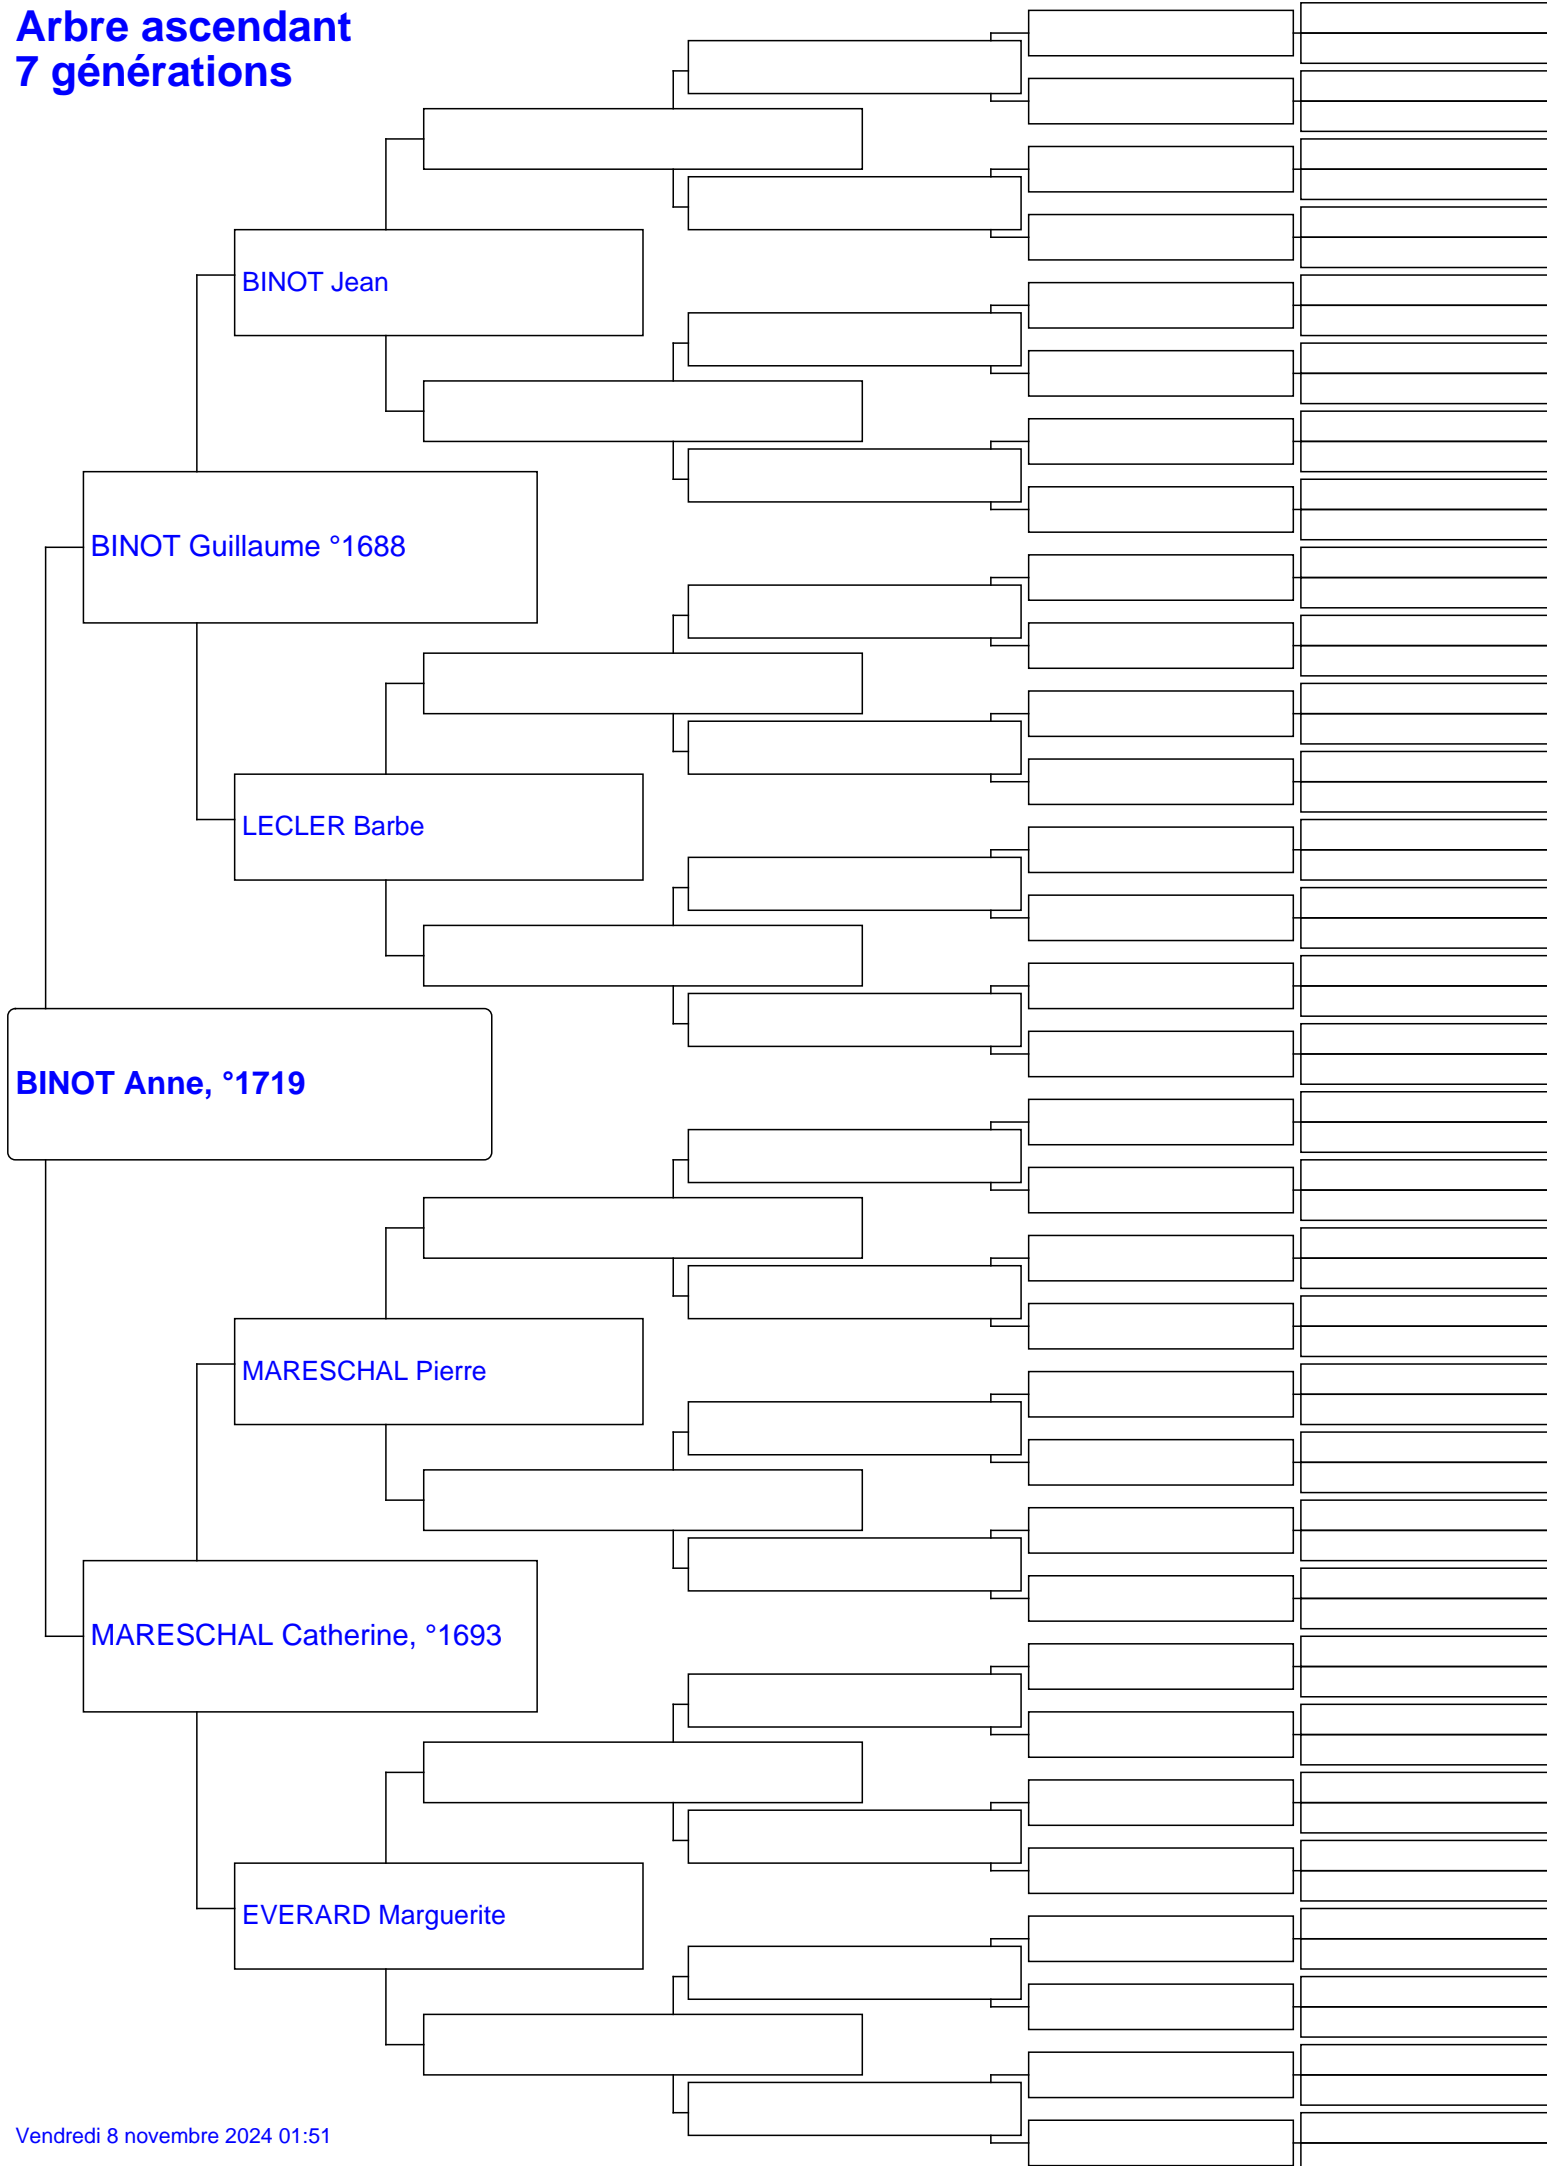 Arbre ascendant
7 générations
BINOT Jean
BINOT Guillaume °1688
LECLER Barbe
BINOT Anne, °1719
MARESCHAL Pierre
MARESCHAL Catherine, °1693
EVERARD Marguerite
Vendredi 8 novembre 2024 01:51